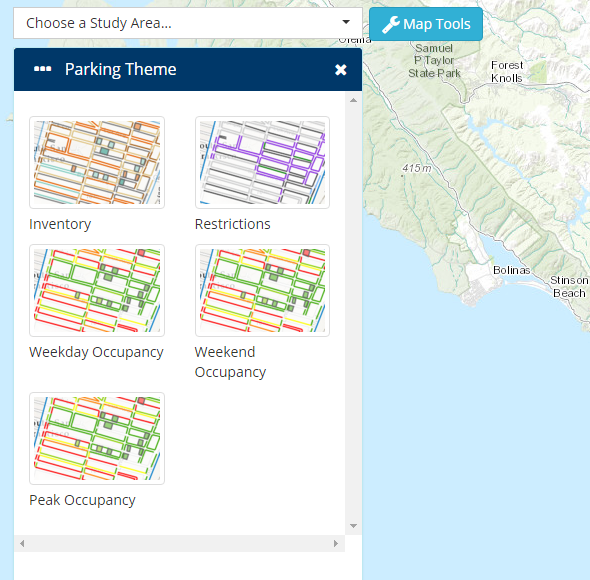 Choose a Study Area...
Map Tools
Olema
Samuel
P Taylor
State Park
Forest
Knolls
Parking Theme
415 m
Inventory
Restrictions
Bolinas
Stinson
Beach
Weekday Occupancy
Weekend
Occupancy
Peak Occupancy